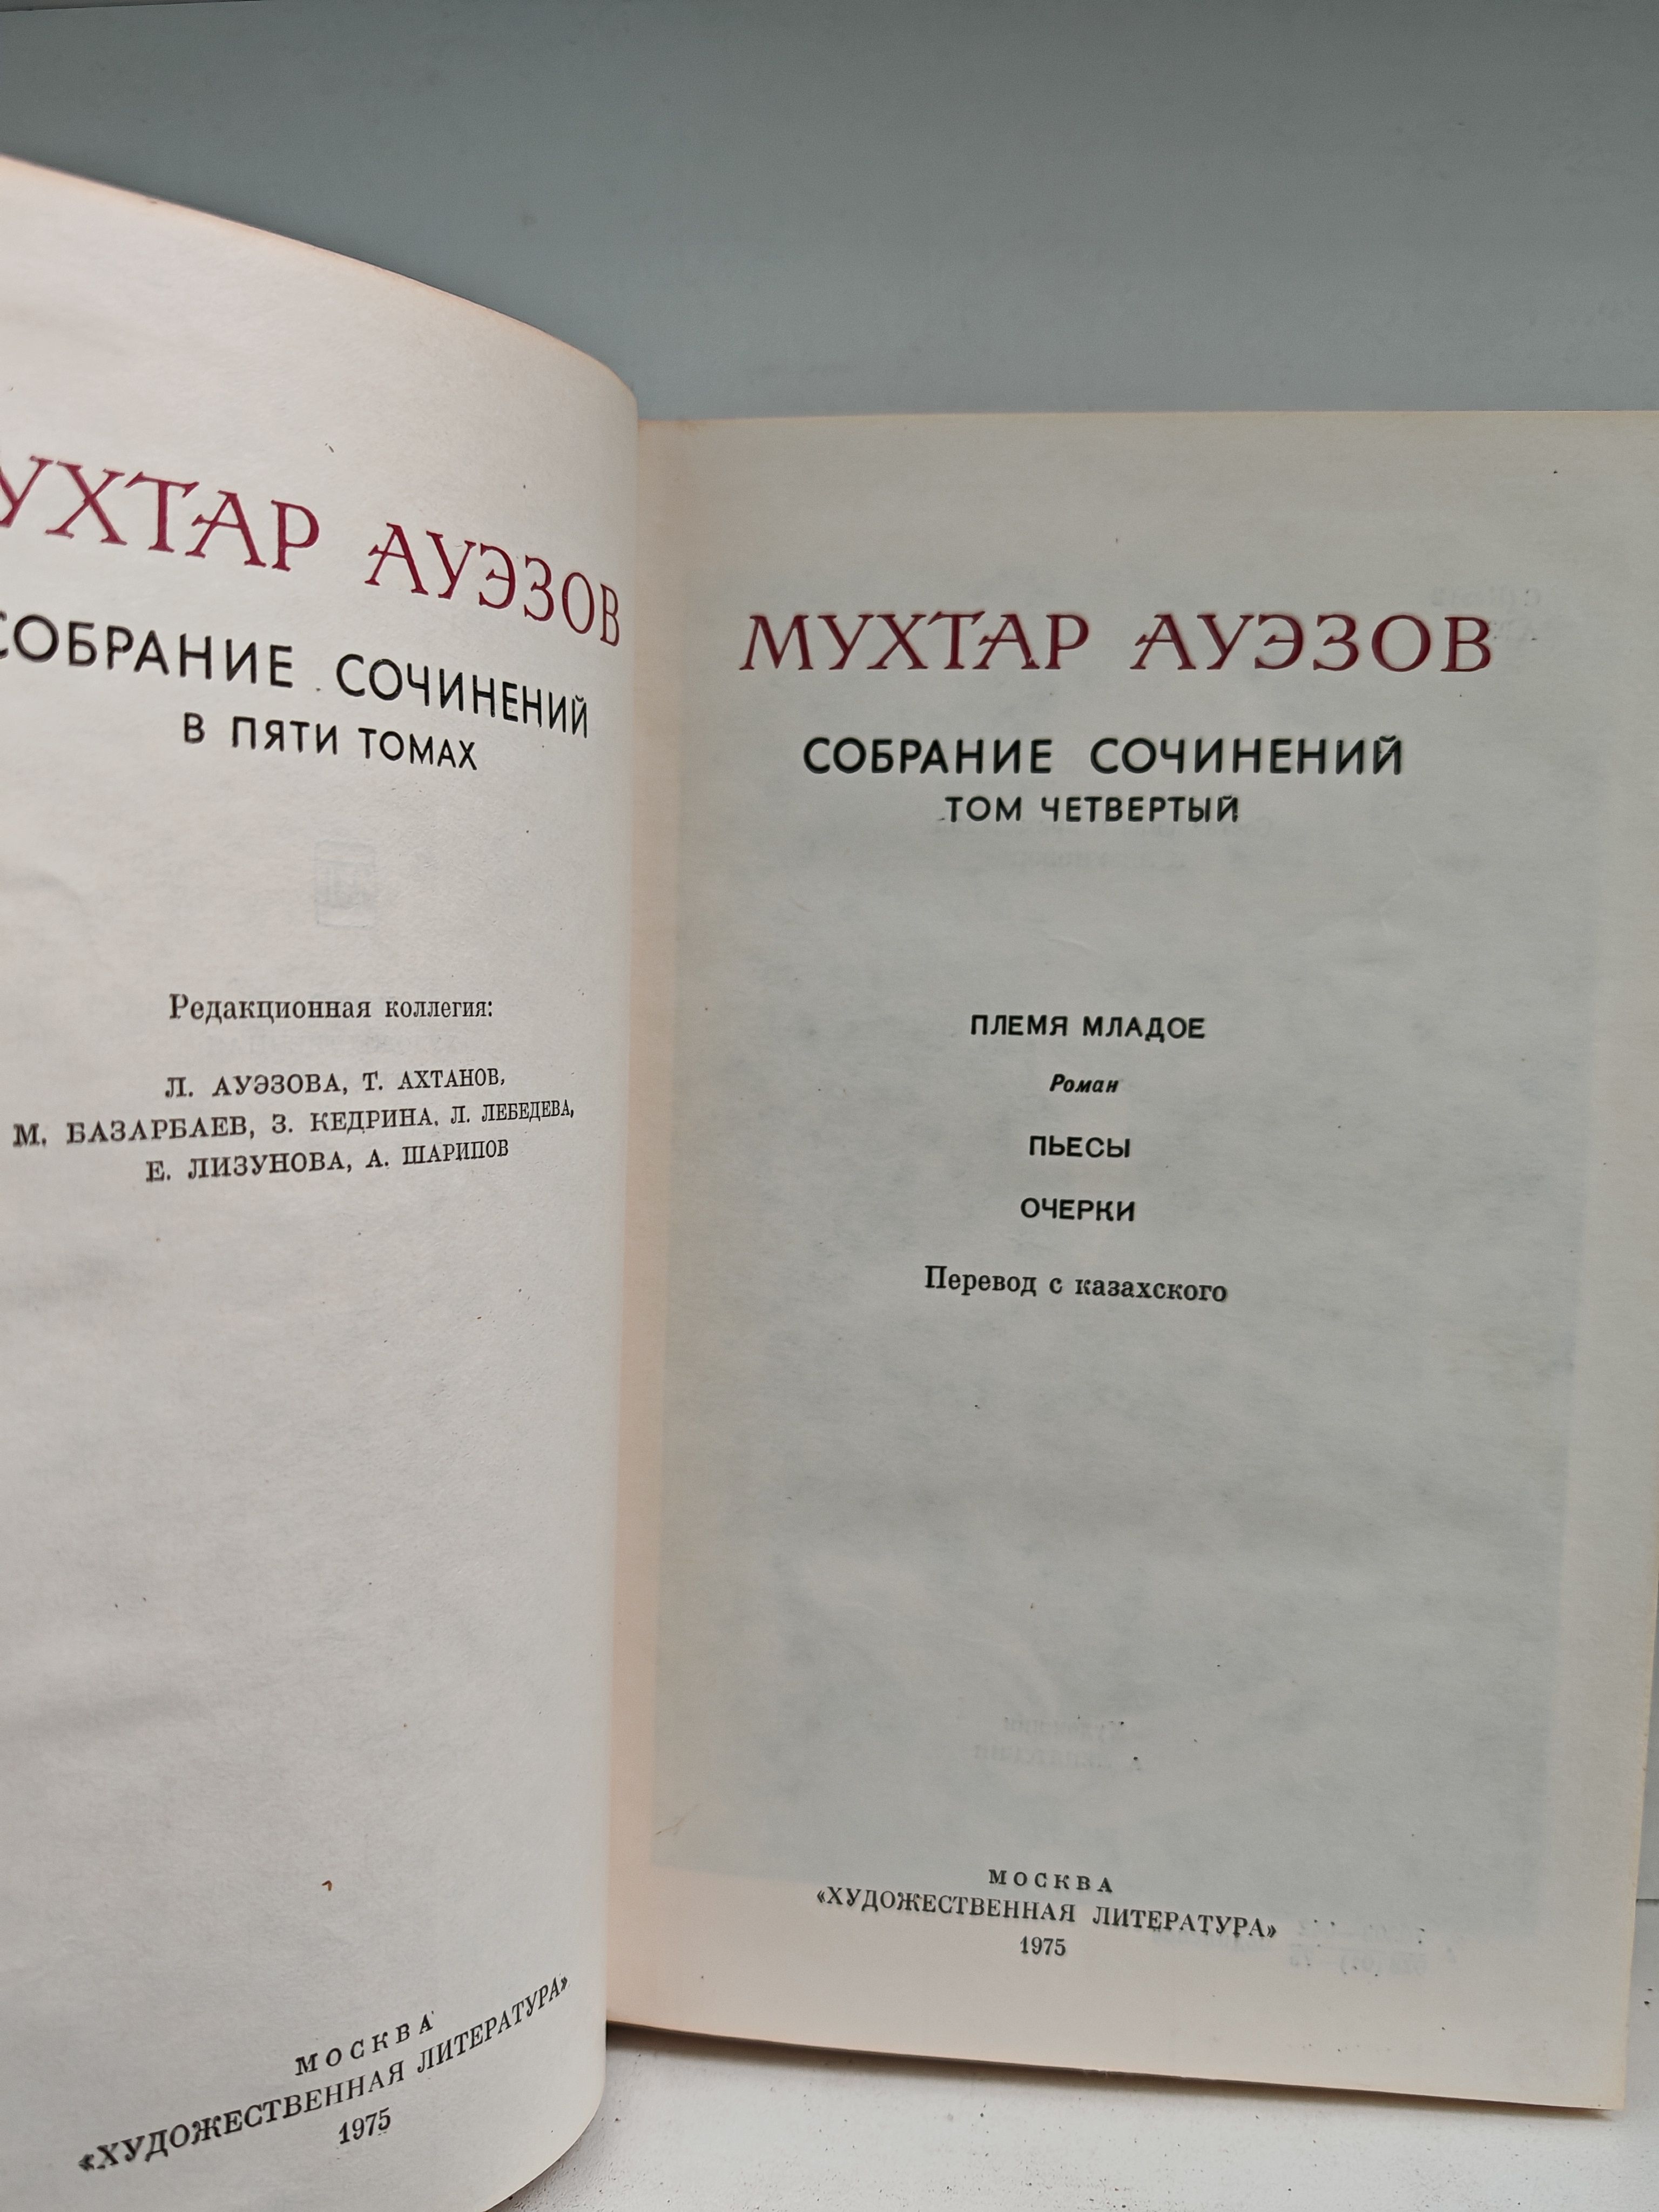 УХТАР АУЭЗОВ
СОБРАНИЕ СОЧИНЕНИЙ
В ПЯТИ ТОМАХ
Редакционная коллегия:
Л. АУЭЗОВА, Т. АХТАНОВ,
М. БАЗАРБАЕВ, З. КЕДРИНА, Л. ЛЕБЕДЕВА,
Е. ЛИЗУНОВА, А. ШАРИПОВ
МОСКВА
«ХУДОЖЕСТВЕННАЯ ЛИТЕРАТУРА»
1975
МУХТАР АУЭЗОВ
СОБРАНИЕ СОЧИНЕНИЙ
ТОМ ЧЕТВЕРТЫЙ
ПЛЕМЯ МЛАДОЕ
Роман
ПЬЕСЫ
ОЧЕРКИ
Перевод с казахского
МОСКВА
«ХУДОЖЕСТВЕННАЯ ЛИТЕРАТУРА»
1975